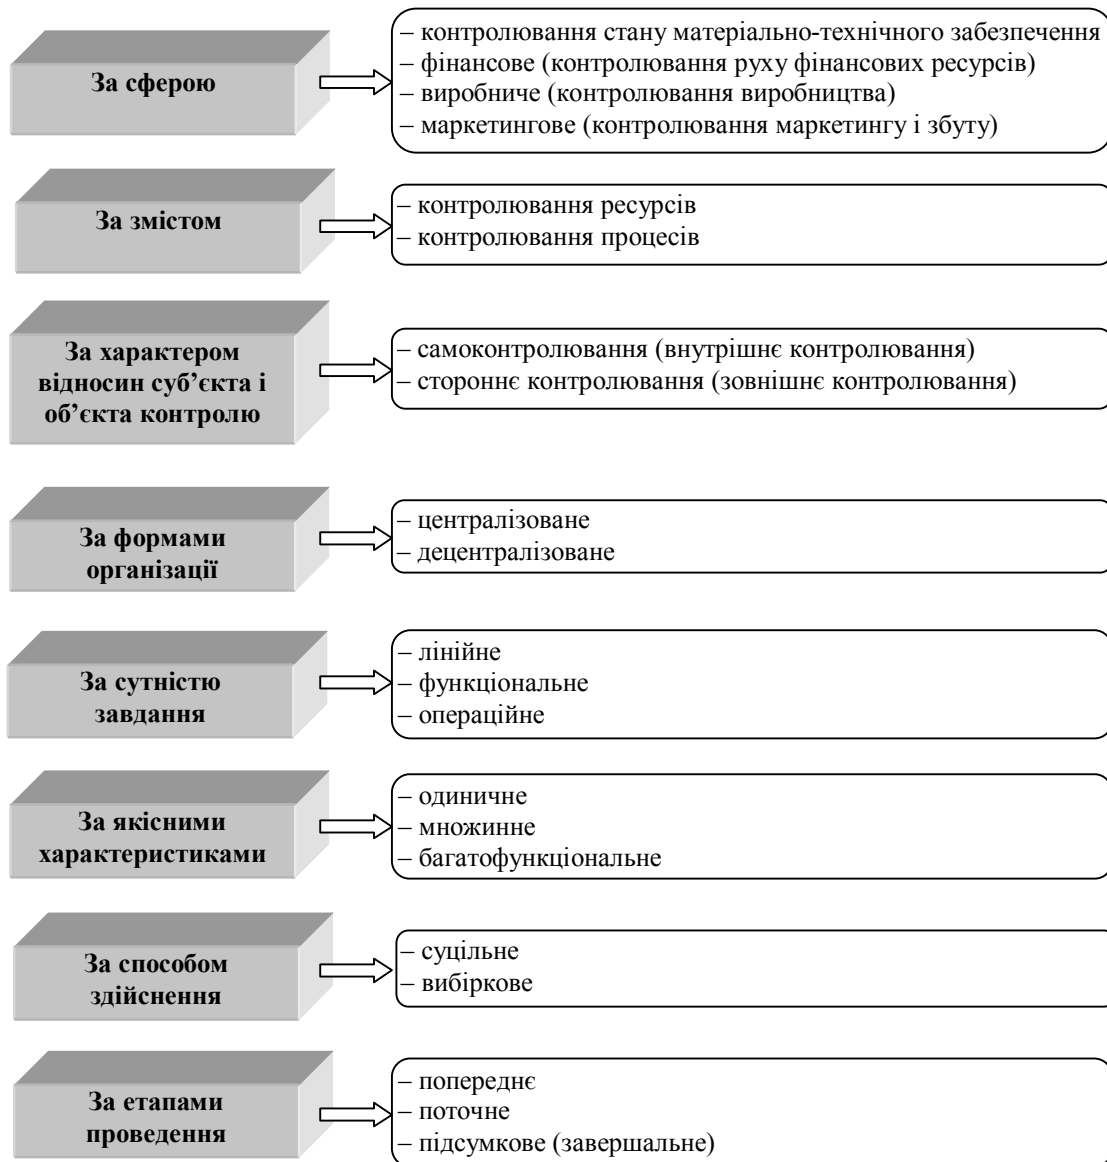 За сферою
– контролювання стану матеріально-технічного забезпечення
– фінансове (контролювання руху фінансових ресурсів)
– виробниче (контролювання виробництва)
– маркетингове (контролювання маркетингу і збуту)
За змістом
– контролювання ресурсів
– контролювання процесів
За характером
відносин суб’єкта і
об’єкта контролю
– самоконтролювання (внутрішнє контролювання)
– стороннє контролювання (зовнішнє контролювання)
За формами
організації
– централізоване
– децентралізоване
За сутністю
завдання
– лінійне
– функціональне
– операційне
За якісними
характеристиками
– одиничне
– множинне
– багатофункціональне
За способом
здійснення
– суцільне
– вибіркове
За етапами
проведення
– попереднє
– поточне
– підсумкове (завершальне)